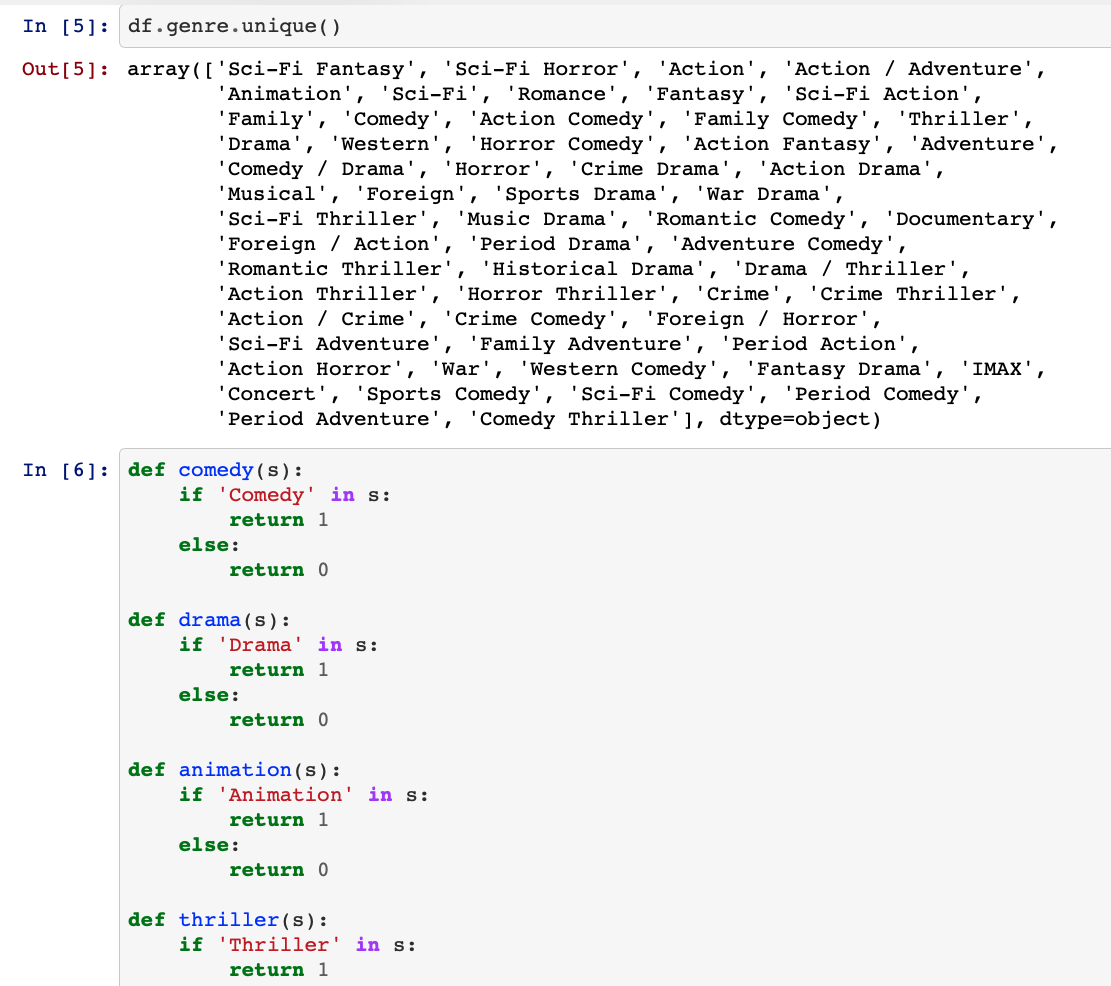 In [5]: df.genre.unique()
Out[5]: array(['Sci-Fi Fantasy', 'Sci-Fi Horror', 'Action', 'Action / Adventure',
       'Animation', 'Sci-Fi', 'Romance', 'Fantasy', 'Sci-Fi Action',
       'Family', 'Comedy', 'Action Comedy', 'Family Comedy', 'Thriller',
       'Drama', 'Western', 'Horror Comedy', 'Action Fantasy', 'Adventure',
       'Comedy / Drama', 'Horror', 'Crime Drama', 'Action Drama',
       'Musical', 'Foreign', 'Sports Drama', 'War Drama',
       'Sci-Fi Thriller', 'Music Drama', 'Romantic Comedy', 'Documentary',
       'Foreign / Action', 'Period Drama', 'Adventure Comedy',
       'Romantic Thriller', 'Historical Drama', 'Drama / Thriller',
       'Action Thriller', 'Horror Thriller', 'Crime', 'Crime Thriller',
       'Action / Crime', 'Crime Comedy', 'Foreign / Horror',
       'Sci-Fi Adventure', 'Family Adventure', 'Period Action',
       'Action Horror', 'War', 'Western Comedy', 'Fantasy Drama', 'IMAX',
       'Concert', 'Sports Comedy', 'Sci-Fi Comedy', 'Period Comedy',
       'Period Adventure', 'Comedy Thriller'], dtype=object)
In [6]: def comedy(s):
    if 'Comedy' in s:
        return 1
    else:
        return 0
def drama(s):
    if 'Drama' in s:
        return 1
    else:
        return 0
def animation(s):
    if 'Animation' in s:
        return 1
    else:
        return 0
def thriller(s):
    if 'Thriller' in s:
        return 1